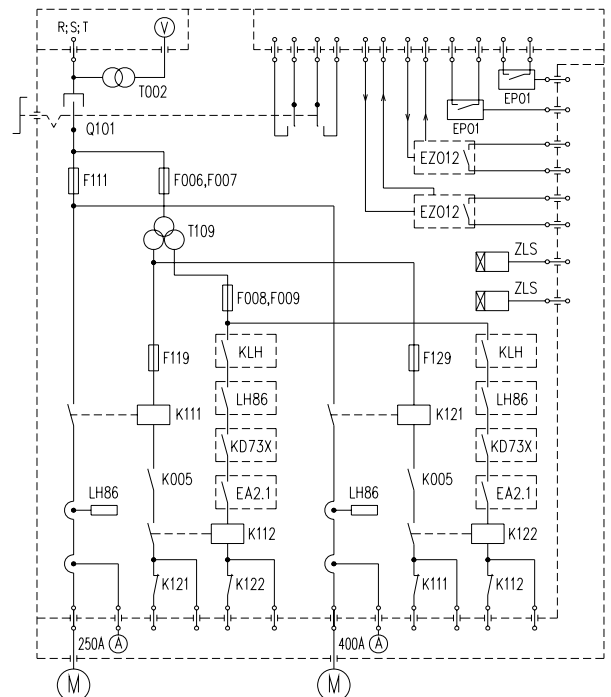 R; S; T
V
T002
EP01
EP01
Q101
EZ012
F111
F006,F007
EZ012
T109
ZLS
F008,F009
ZLS
F119
KLH
F129
KLH
K111
LH86
K121
LH86
KD73X
KD73X
LH86
K005
EA2.1
LH86
K005
EA2.1
K112
K122
K121
K122
K111
K112
250A
A
400A
A
M
M